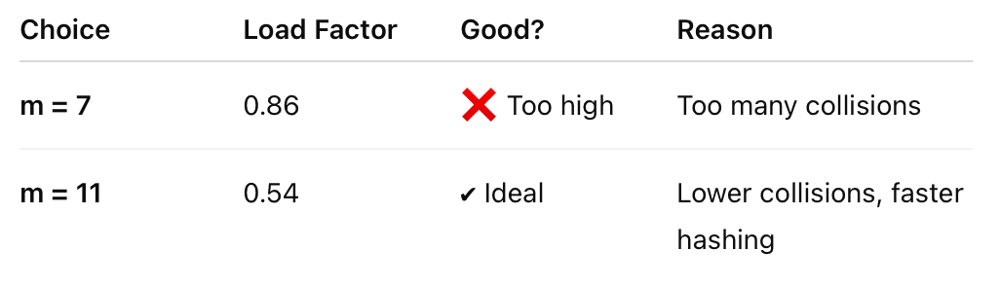 Choice Load Factor Good? Reason
m = 7 0.86 ❌ Too high Too many collisions
m = 11 0.54 ✔ Ideal Lower collisions, faster
hashing